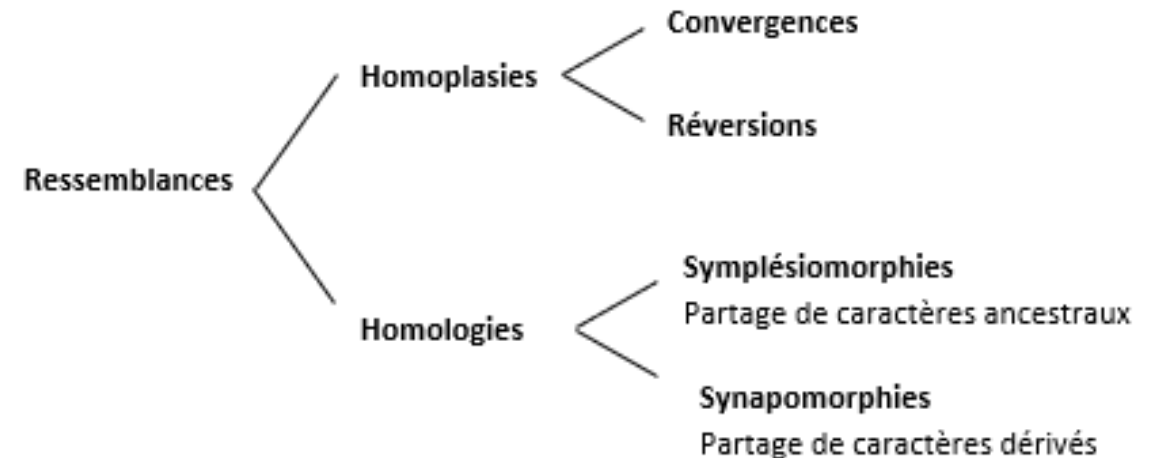 Convergences
Homoplasies
Réversions
Ressemblances
Symplésiomorphies
Partage de caractères ancestraux
Homologies
Synapomorphies
Partage de caractères dérivés